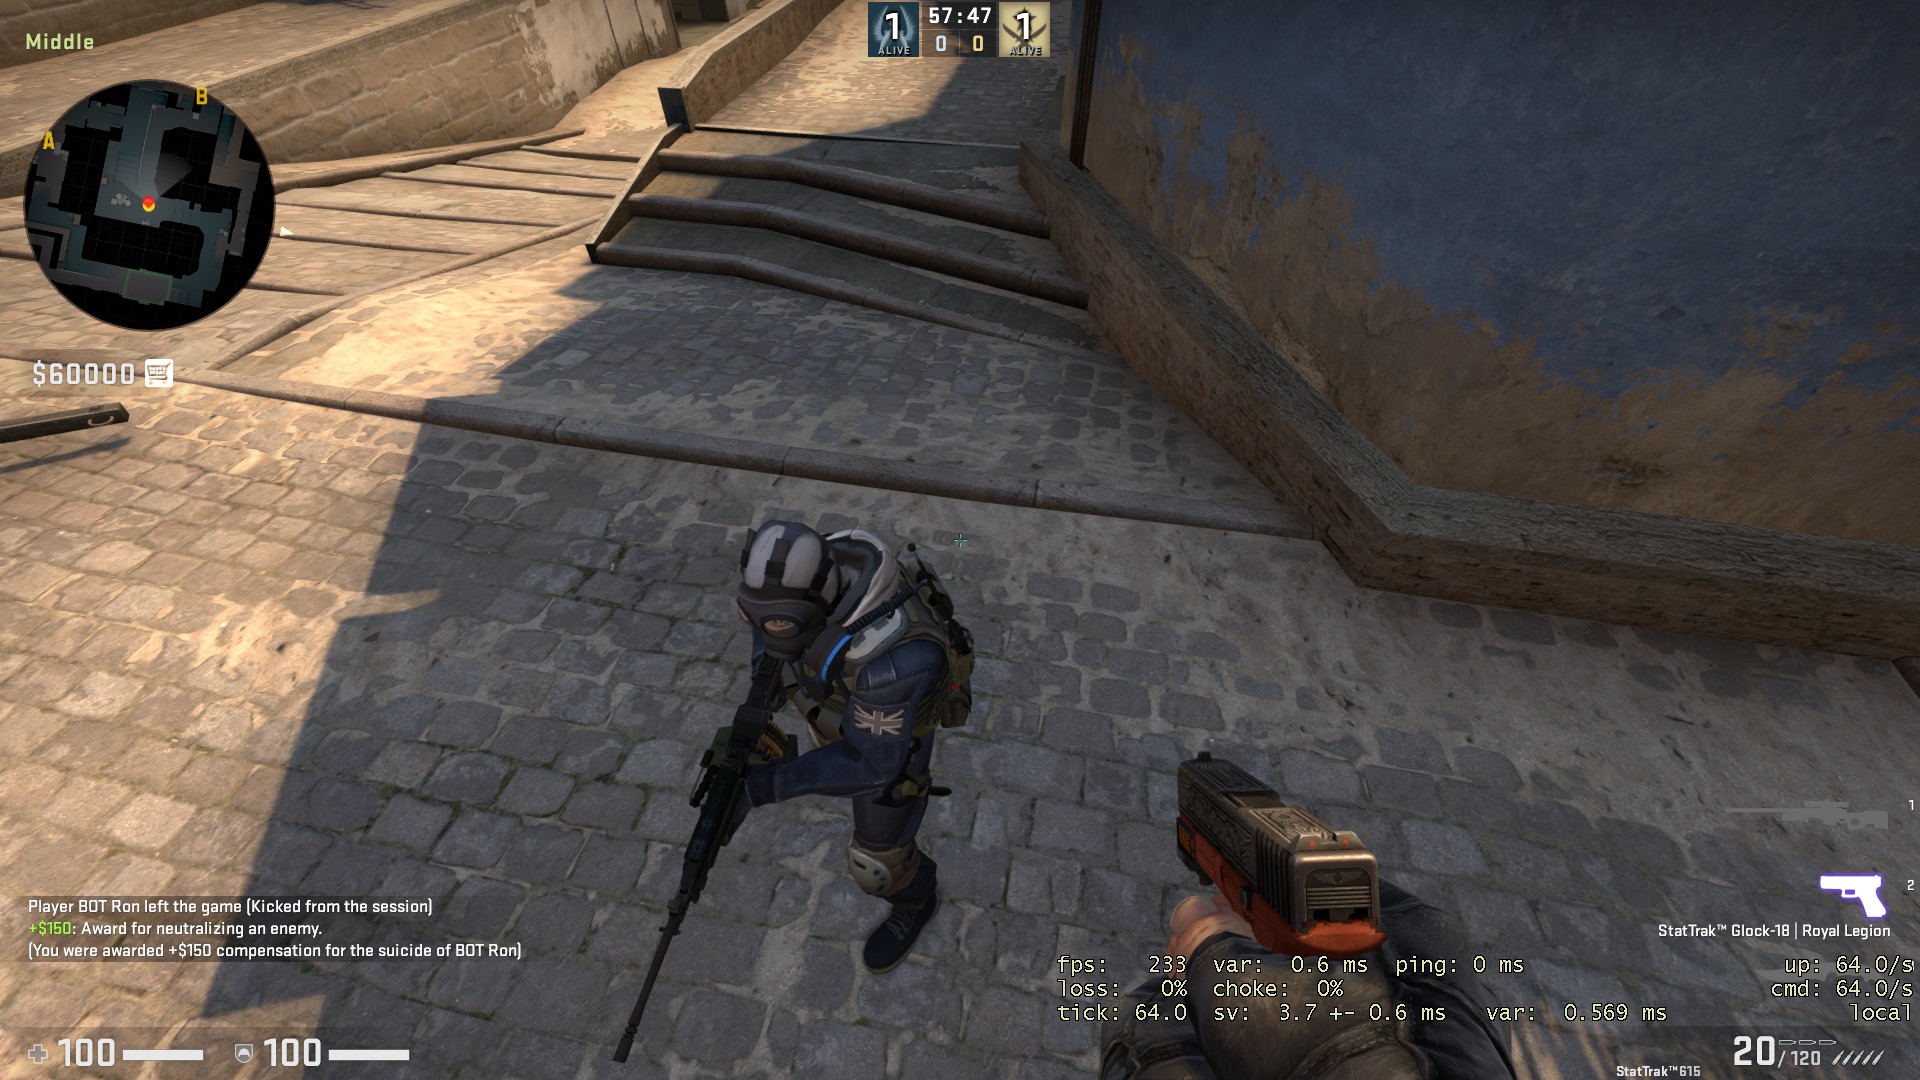 Middle
1
ALIVE
57:47
0 0
1
ALIVE
B
A
$60000
1
2
StatTrak™ Glock-18 | Royal Legion
Player BOT Ron left the game (Kicked from the session)
+$150: Award for neutralizing an enemy.
(You were awarded +$150 compensation for the suicide of BOT Ron)
fps: 233 var: 0.6 ms ping: 0 ms up: 64.0/s
loss: 0% choke: 0% cmd: 64.0/s
tick: 64.0 sv: 3.7 +- 0.6 ms var: 0.569 ms local
100 100
20/120
StatTrak™615